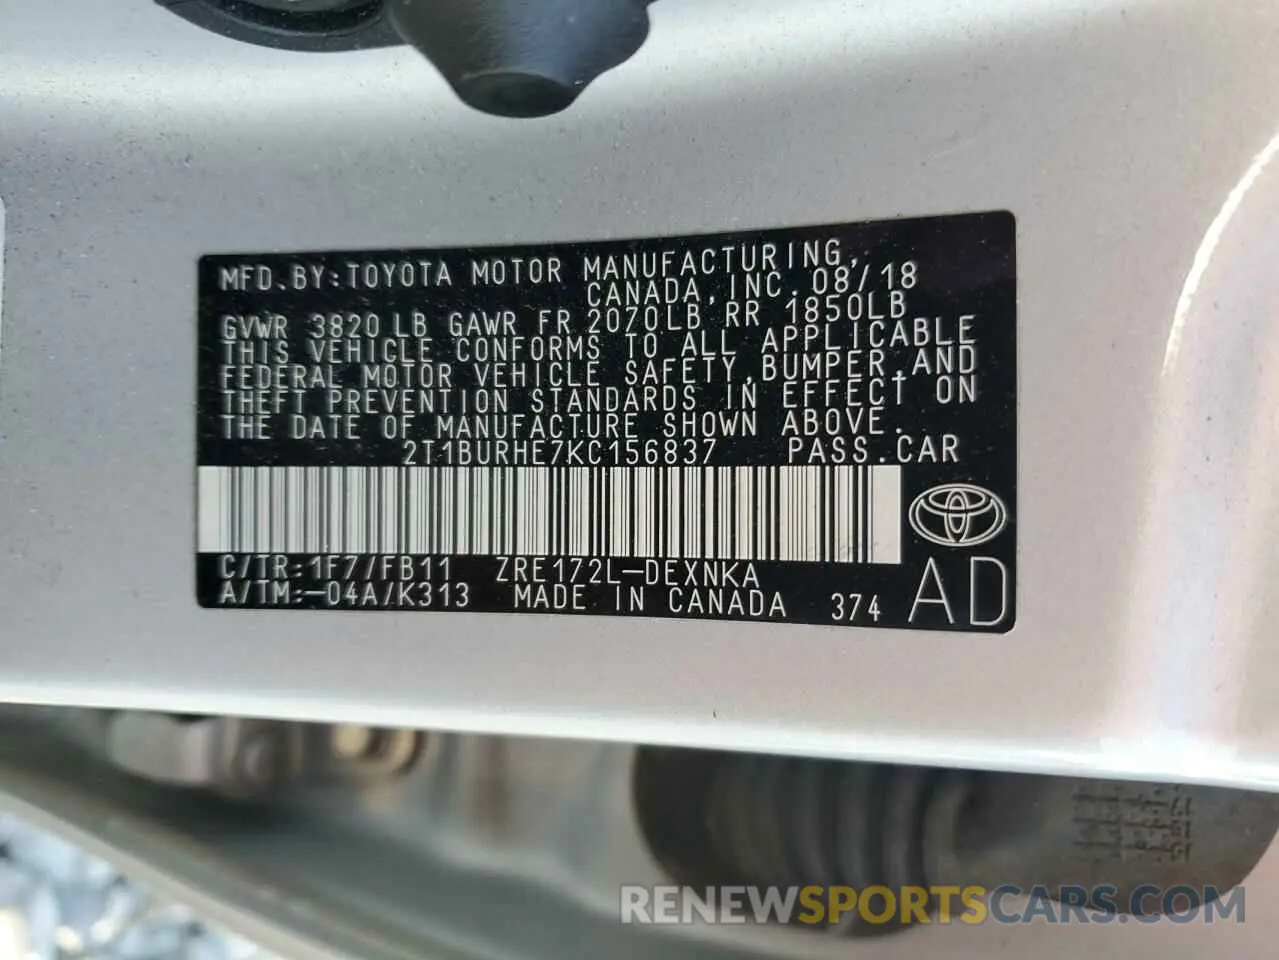 MFD.BY:TOYOTA MOTOR MANUFACTURING,
CANADA,INC. 08/18
GVWR 3820 LB GAWR FR 2070LB RR 1850LB
THIS VEHICLE CONFORMS TO ALL APPLICABLE
FEDERAL MOTOR VEHICLE SAFETY,BUMPER,AND
THEFT PREVENTION STANDARDS IN EFFECT ON
THE DATE OF MANUFACTURE SHOWN ABOVE.
2T1BURHE7KC156837 PASS.CAR
C/TR:1F7/FB11 ZRE172L-DEXNKA
A/TM:-04A/K313 MADE IN CANADA 374
AD
RENEWSPORTSCARS.COM